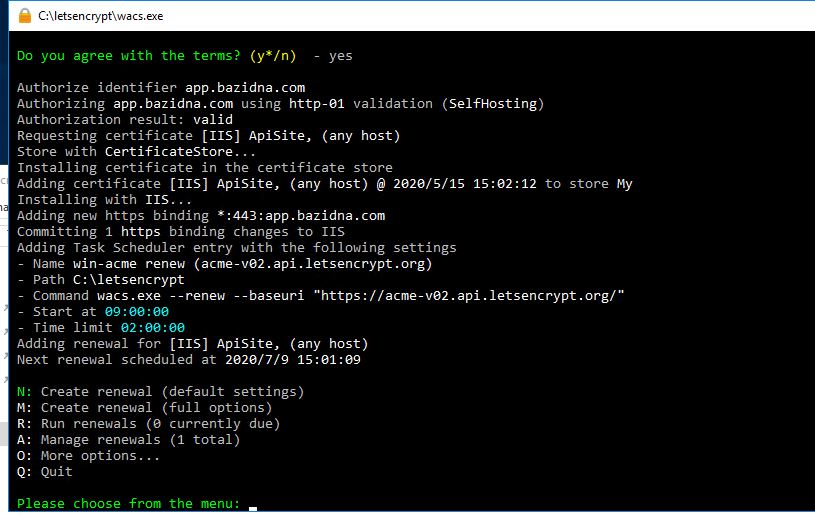 C:\letsencrypt\wacs.exe
Do you agree with the terms? (y*/n)  - yes
Authorize identifier app.bazidna.com
Authorizing app.bazidna.com using http-01 validation (SelfHosting)
Authorization result: valid
Requesting certificate [IIS] ApiSite, (any host)
Store with CertificateStore...
Installing certificate in the certificate store
Adding certificate [IIS] ApiSite, (any host) @ 2020/5/15 15:02:12 to store My
Installing with IIS...
Adding new https binding *:443:app.bazidna.com
Committing 1 https binding changes to IIS
Adding Task Scheduler entry with the following settings
- Name win-acme renew (acme-v02.api.letsencrypt.org)
- Path C:\letsencrypt
- Command wacs.exe --renew --baseuri "https://acme-v02.api.letsencrypt.org/"
- Start at 09:00:00
- Time limit 02:00:00
Adding renewal for [IIS] ApiSite, (any host)
Next renewal scheduled at 2020/7/9 15:01:09
N: Create renewal (default settings)
M: Create renewal (full options)
R: Run renewals (0 currently due)
A: Manage renewals (1 total)
O: More options...
Q: Quit
Please choose from the menu: